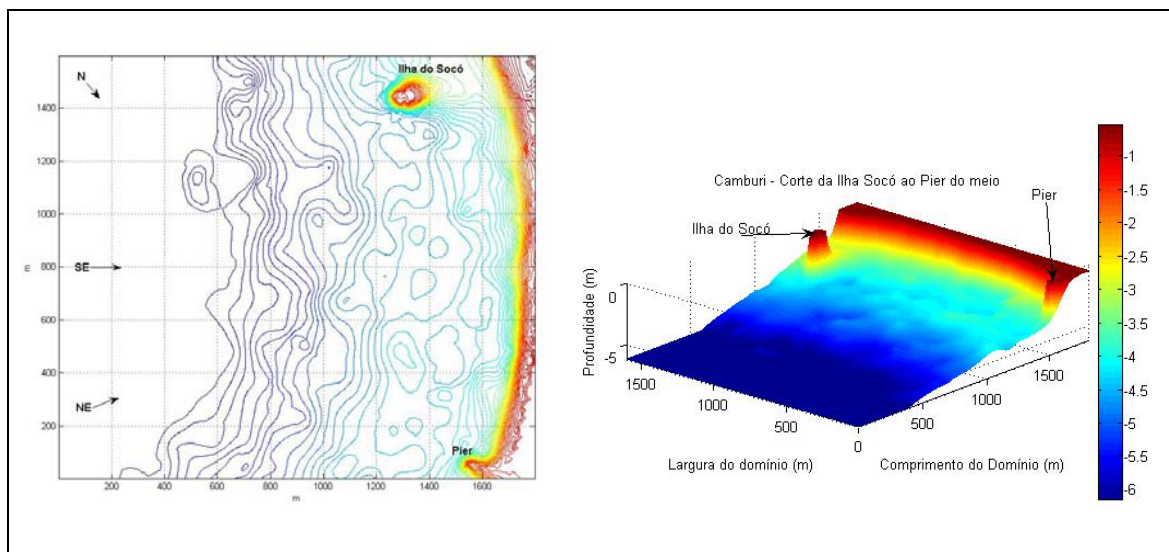 Ilha do Socó
N
1400
1200
1000
m
800
SE
600
400
NE
200
Pier
200 400 600 800 1000 1200 1400 1600
m
Camburi - Corte da Ilha Socó ao Pier do meio
Pier
Ilha do Socó
Profundidade (m)
0
-5
1500
1000
500
0
500
1000
1500
Largura do domínio (m)
Comprimento do Domínio (m)
-1
-1.5
-2
-2.5
-3
-3.5
-4
-4.5
-5
-5.5
-6